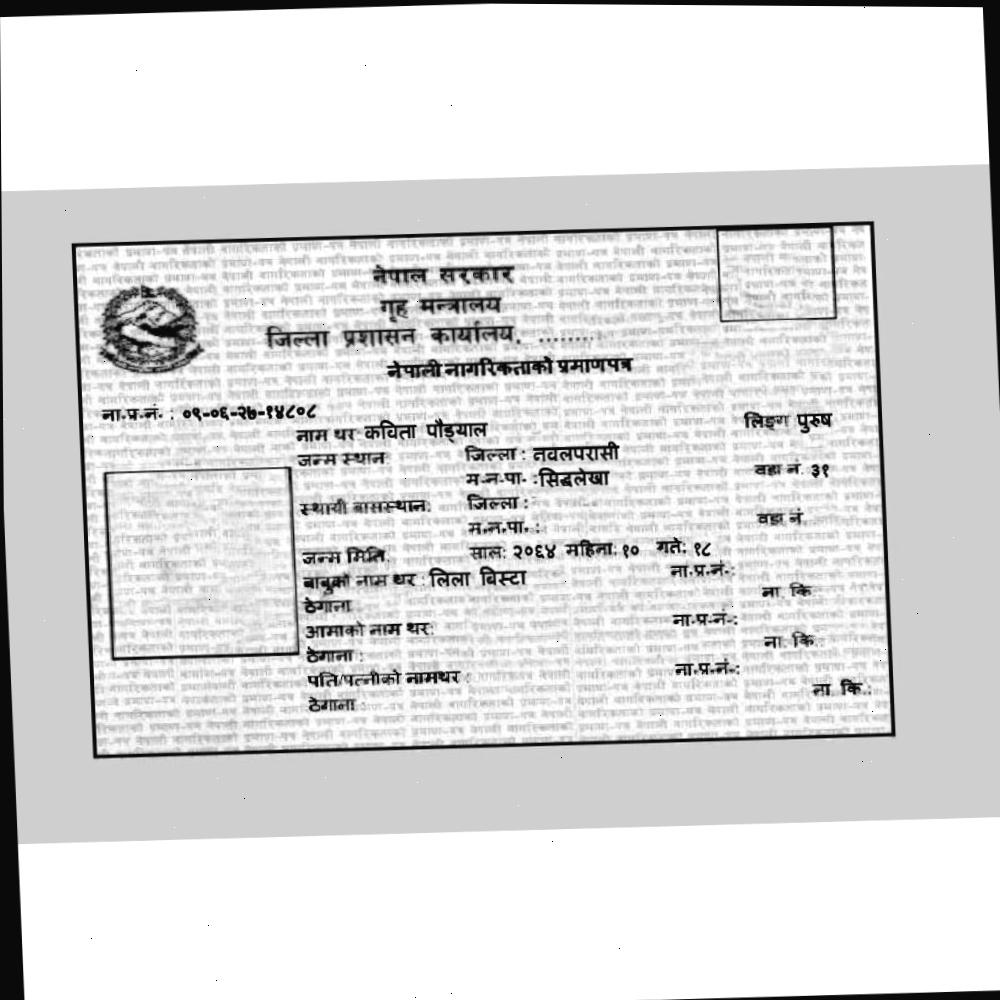 नेपाल सरकार
गृह मन्त्रालय
जिल्ला प्रशासन कार्यालय, .........
नेपाली नागरिकताको प्रमाणपत्र
ना.प्र.नं. : ०९-०६-२७-१४८०८
नाम थर: कविता पौड्याल लिङ्ग पुरुष
जन्म स्थान: जिल्ला : नवलपरासी
म.न.पा. : सिद्धलेखा वडा नं. ३१
स्थायी बासस्थान: जिल्ला :
म.न.पा. : वडा नं.
जन्म मिति: साल: २०६४ महिना: १० गते: १८
बाबुको नाम थर : लिला बिस्टा ना.प्र.नं.:
ठेगाना ना. कि :
आमाको नाम थर: ना.प्र.नं.:
ठेगाना : ना. कि.:
पति/पत्नीको नामथर : ना.प्र.नं.:
ठेगाना : ना. कि.: